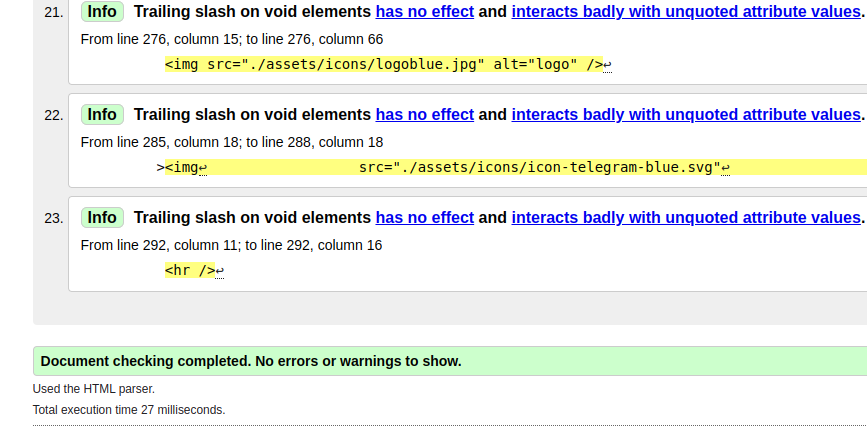 21. Info Trailing slash on void elements has no effect and interacts badly with unquoted attribute values.
From line 276, column 15; to line 276, column 66
<img src="./assets/icons/logoblue.jpg" alt="logo" />↩
22. Info Trailing slash on void elements has no effect and interacts badly with unquoted attribute values.
From line 285, column 18; to line 288, column 18
><img↩ src="./assets/icons/icon-telegram-blue.svg"↩
23. Info Trailing slash on void elements has no effect and interacts badly with unquoted attribute values.
From line 292, column 11; to line 292, column 16
<hr />↩
Document checking completed. No errors or warnings to show.
Used the HTML parser.
Total execution time 27 milliseconds.